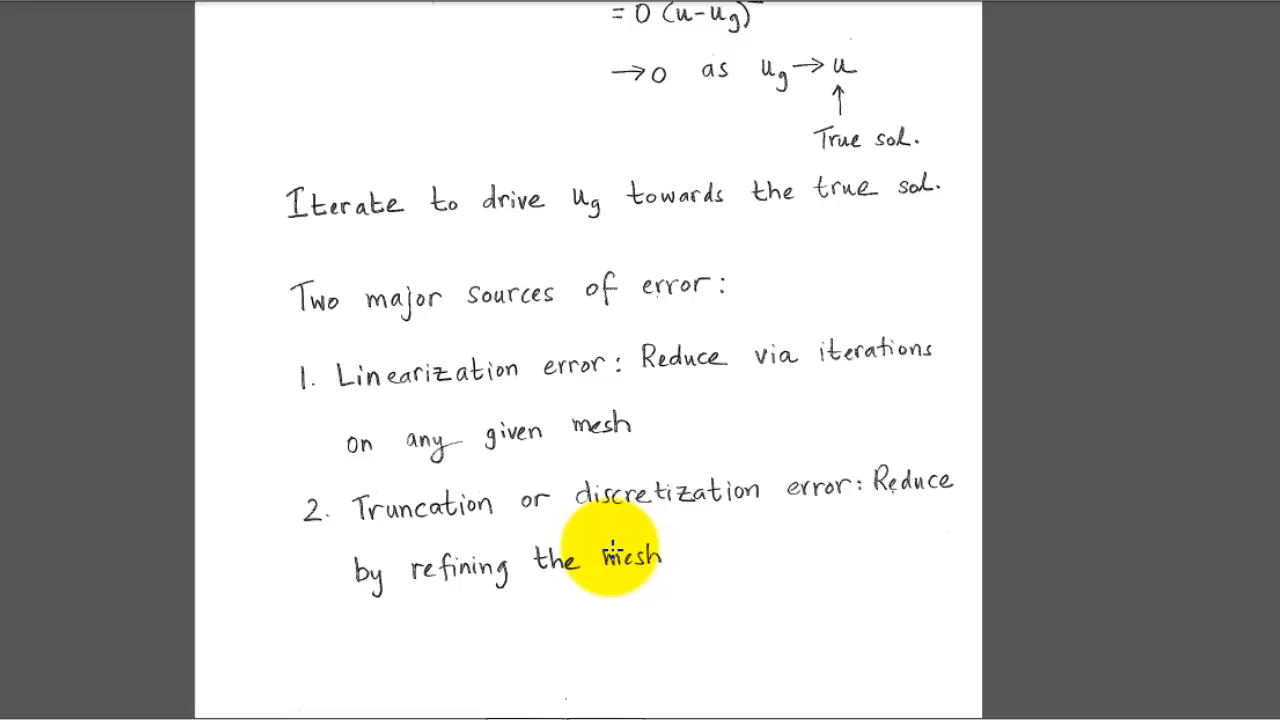 = O (u-ug)
→0 as ug→u
↑
True sol.
Iterate to drive ug towards the true sol.
Two major sources of error:
1. Linearization error: Reduce via iterations
on any given mesh
2. Truncation or discretization error: Reduce
by refining the mesh